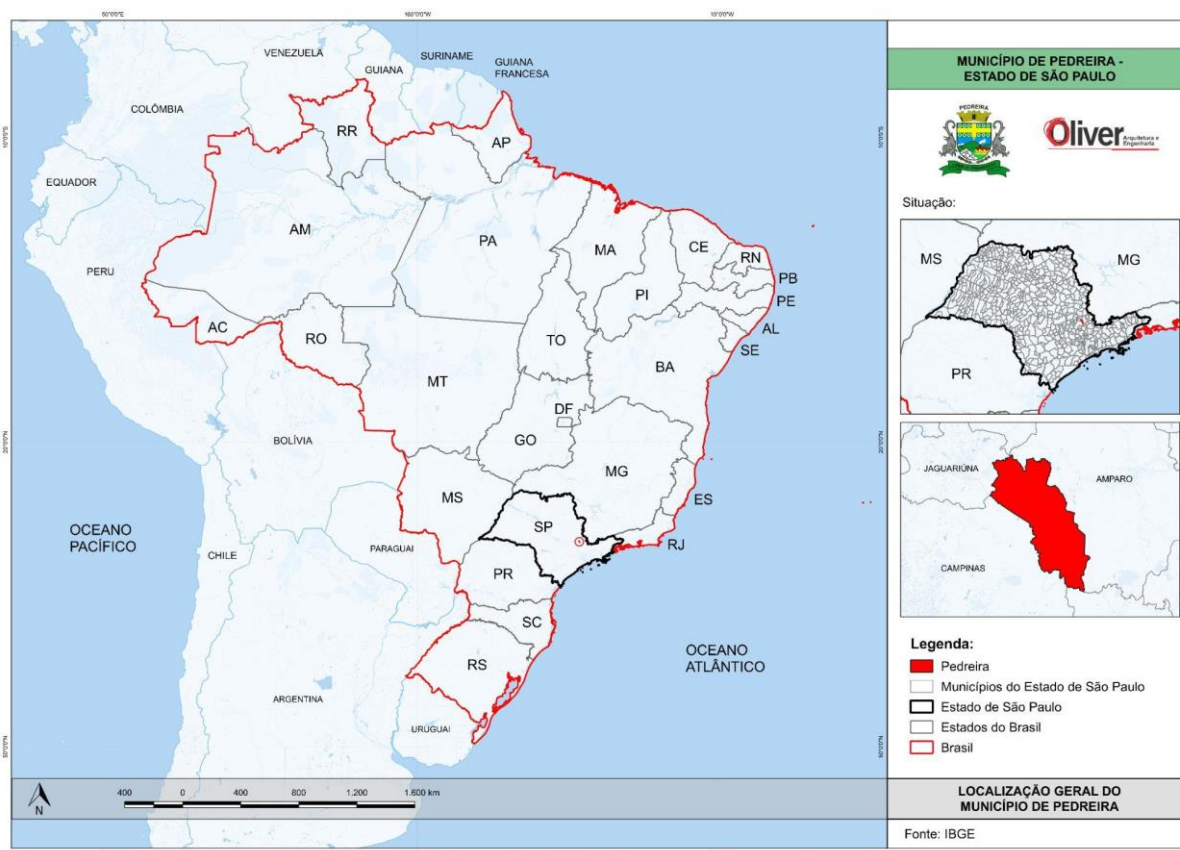 VENEZUELA
SURINAME
GUIANA
GUIANA
FRANCESA
COLÔMBIA
RR
AP
EQUADOR
AM
PA
MA
CE
RN
PB
PERU
PI
PE
AC
RO
TO
AL
SE
MT
BA
DF
BOLÍVIA
GO
MG
MS
ES
OCEANO
PACÍFICO
SP
CHILE
PARAGUAI
RJ
PR
SC
OCEANO
ATLÂNTICO
RS
ARGENTINA
URUGUAI
N
400 0 400 800 1.200 1.600 km
MUNICÍPIO DE PEDREIRA -
ESTADO DE SÃO PAULO
PEDREIRA
Oliver Arquitetura e
Engenharia
Situação:
MS
MG
PR
JAGUARIÚNA
AMPARO
CAMPINAS
Legenda:
Pedreira
Municípios do Estado de São Paulo
Estado de São Paulo
Estados do Brasil
Brasil
LOCALIZAÇÃO GERAL DO
MUNICÍPIO DE PEDREIRA
Fonte: IBGE